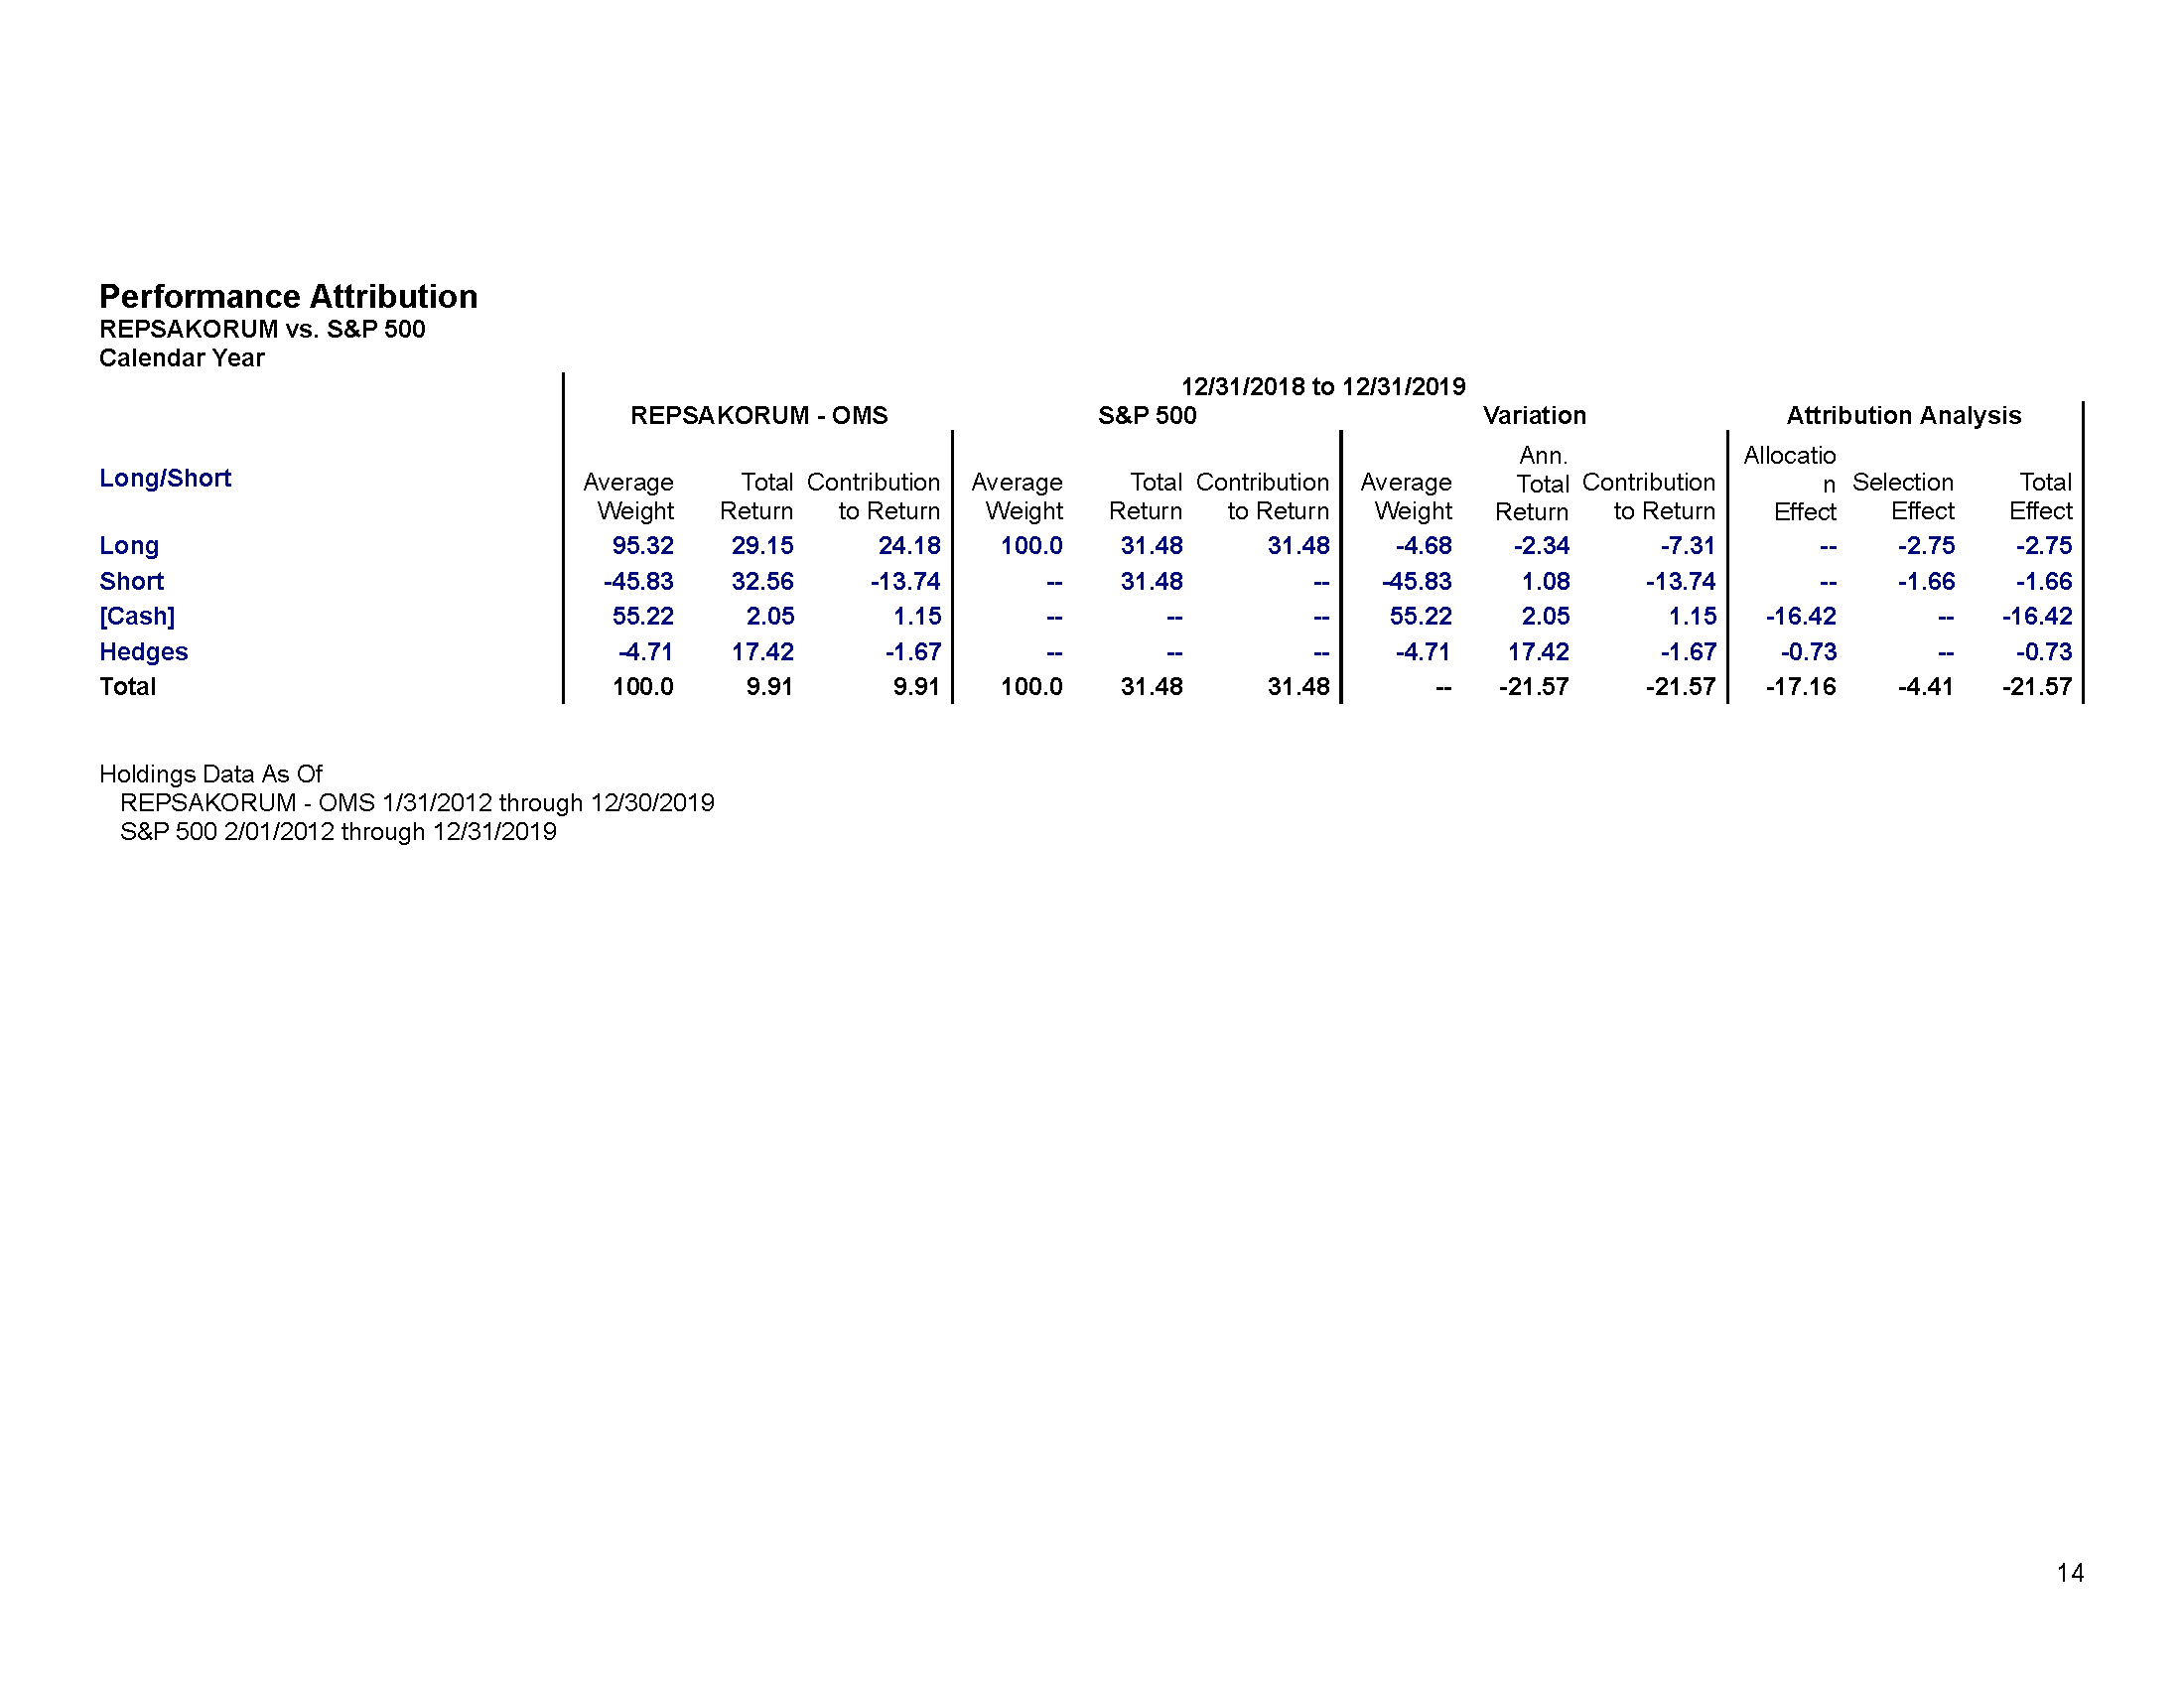 Performance Attribution
REPSAKORUM vs. S&P 500
Calendar Year
12/31/2018 to 12/31/2019
REPSAKORUM - OMS S&P 500 Variation Attribution Analysis
Long/Short Average Weight Total Return Contribution to Return Average Weight Total Return Contribution to Return Average Weight Ann. Total Return Contribution to Return Allocatio n Effect Selection Effect Total Effect
Long 95.32 29.15 24.18 100.0 31.48 31.48 -4.68 -2.34 -7.31 -- -2.75 -2.75
Short -45.83 32.56 -13.74 -- 31.48 -- -45.83 1.08 -13.74 -- -1.66 -1.66
[Cash] 55.22 2.05 1.15 -- -- -- 55.22 2.05 1.15 -16.42 -- -16.42
Hedges -4.71 17.42 -1.67 -- -- -- -4.71 17.42 -1.67 -0.73 -- -0.73
Total 100.0 9.91 9.91 100.0 31.48 31.48 -- -21.57 -21.57 -17.16 -4.41 -21.57
Holdings Data As Of
REPSAKORUM - OMS 1/31/2012 through 12/30/2019
S&P 500 2/01/2012 through 12/31/2019
14